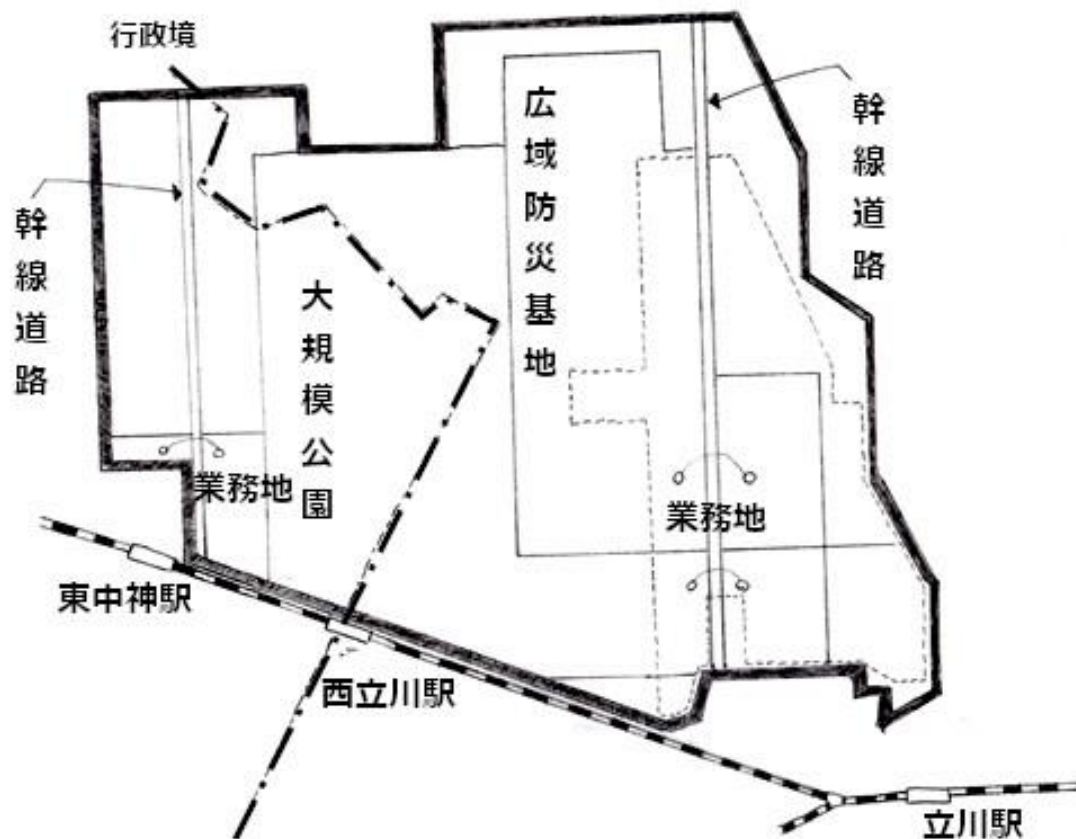 行政境
幹線道路
広域防災基地
幹線道路
大規模公園
業務地
業務地
東中神駅
西立川駅
立川駅